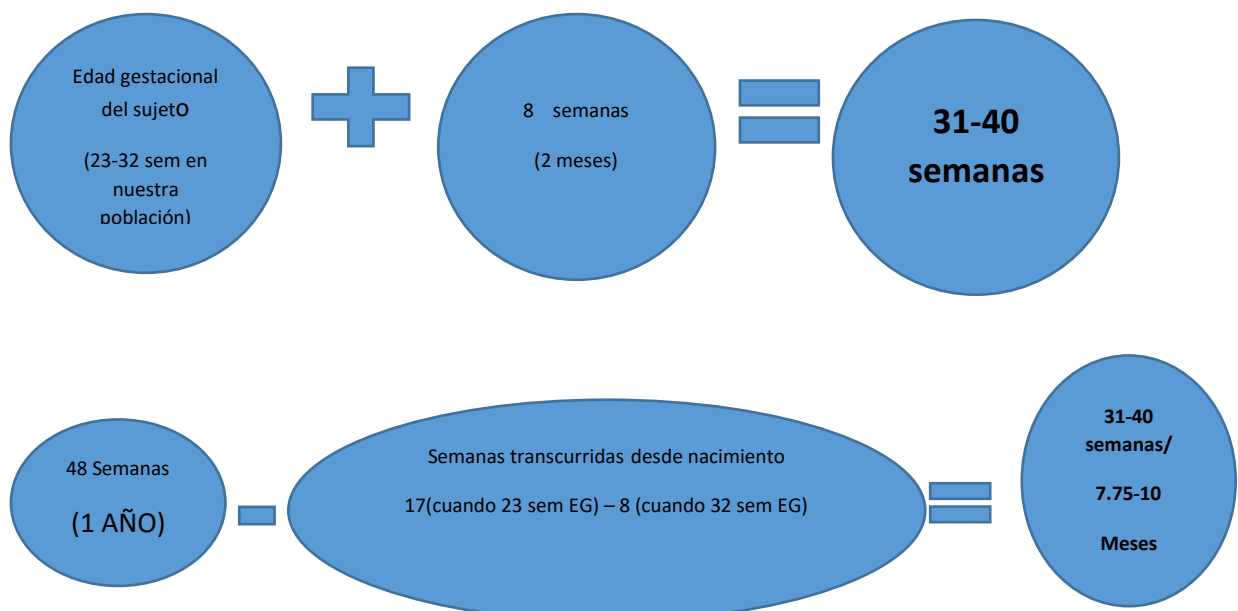 Edad gestacional
del sujetO
(23-32 sem en
nuestra
población)
8 semanas
(2 meses)
31-40
semanas
48 Semanas
(1 AÑO)
Semanas transcurridas desde nacimiento
17(cuando 23 sem EG) – 8 (cuando 32 sem EG)
31-40
semanas/
7.75-10
Meses